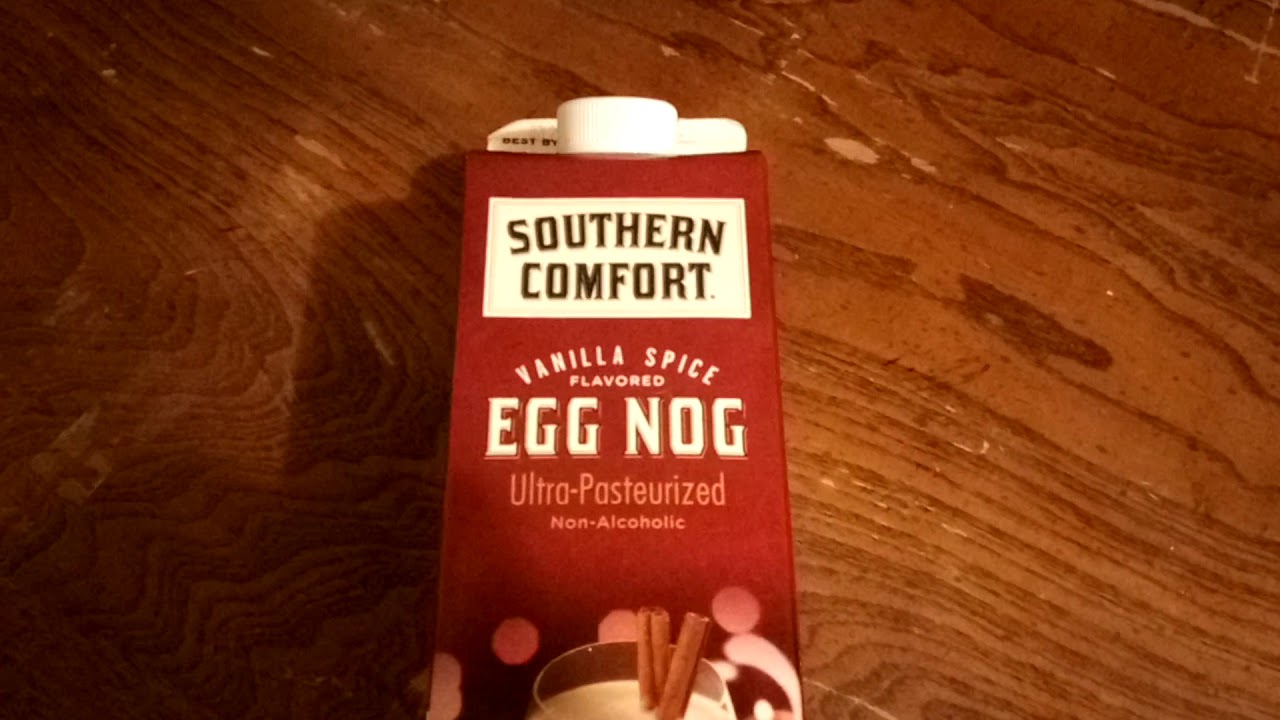 BEST BY
SOUTHERN
COMFORT.
VANILLA SPICE
FLAVORED
EGG NOG
Ultra-Pasteurized
Non-Alcoholic